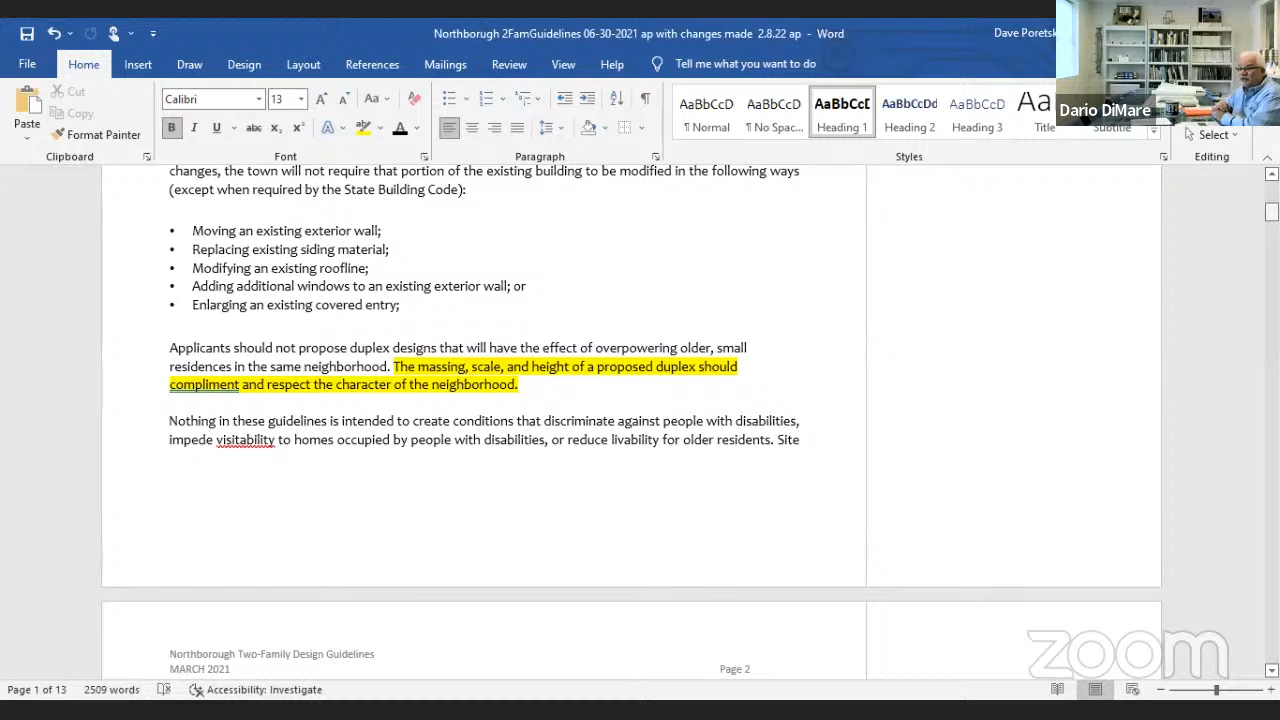 Northborough 2FamGuidelines 06-30-2021 ap with changes made 2.8.22 ap - Word
Dave Poretsk
File Home Insert Draw Design Layout References Mailings Review View Help Tell me what you want to do
Dario DiMare
Paste
Cut
Copy
Format Painter
Calibri 13
Aa
B I U abc X₂ X² A A
AaBbCcD AaBbCcD AaBbCcD AaBbCcDd AaBbCcD AaB
¶ Normal ¶ No Spac... Heading 1 Heading 2 Heading 3 Title Subtitle
Select
Clipboard Font Paragraph Styles Editing
changes, the town will not require that portion of the existing building to be modified in the following ways
(except when required by the State Building Code):
• Moving an existing exterior wall;
• Replacing existing siding material;
• Modifying an existing roofline;
• Adding additional windows to an existing exterior wall; or
• Enlarging an existing covered entry;
Applicants should not propose duplex designs that will have the effect of overpowering older, small
residences in the same neighborhood. The massing, scale, and height of a proposed duplex should
compliment and respect the character of the neighborhood.
Nothing in these guidelines is intended to create conditions that discriminate against people with disabilities,
impede visitability to homes occupied by people with disabilities, or reduce livability for older residents. Site
Northborough Two-Family Design Guidelines
MARCH 2021 Page 2
zoom
Page 1 of 13 2509 words Accessibility: Investigate